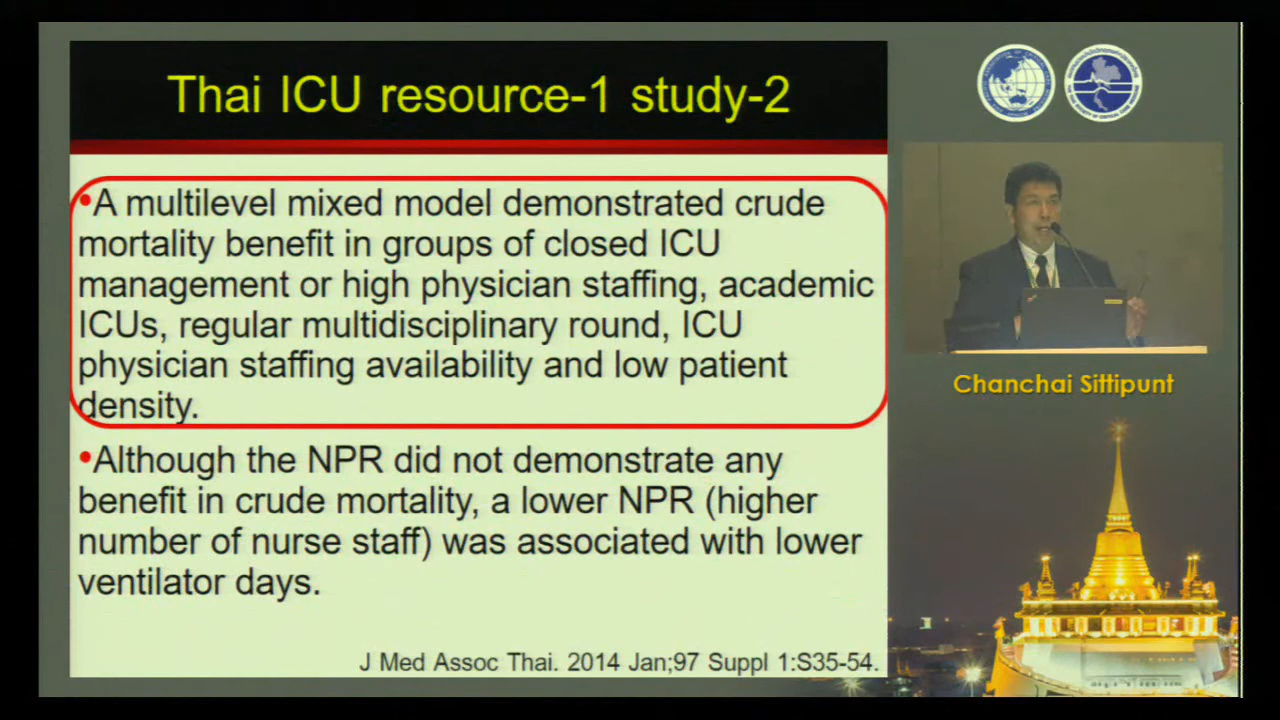 Thai ICU resource-1 study-2
•A multilevel mixed model demonstrated crude
mortality benefit in groups of closed ICU
management or high physician staffing, academic
ICUs, regular multidisciplinary round, ICU
physician staffing availability and low patient
density.
•Although the NPR did not demonstrate any
benefit in crude mortality, a lower NPR (higher
number of nurse staff) was associated with lower
ventilator days.
J Med Assoc Thai. 2014 Jan;97 Suppl 1:S35-54.
Chanchai Sittipunt